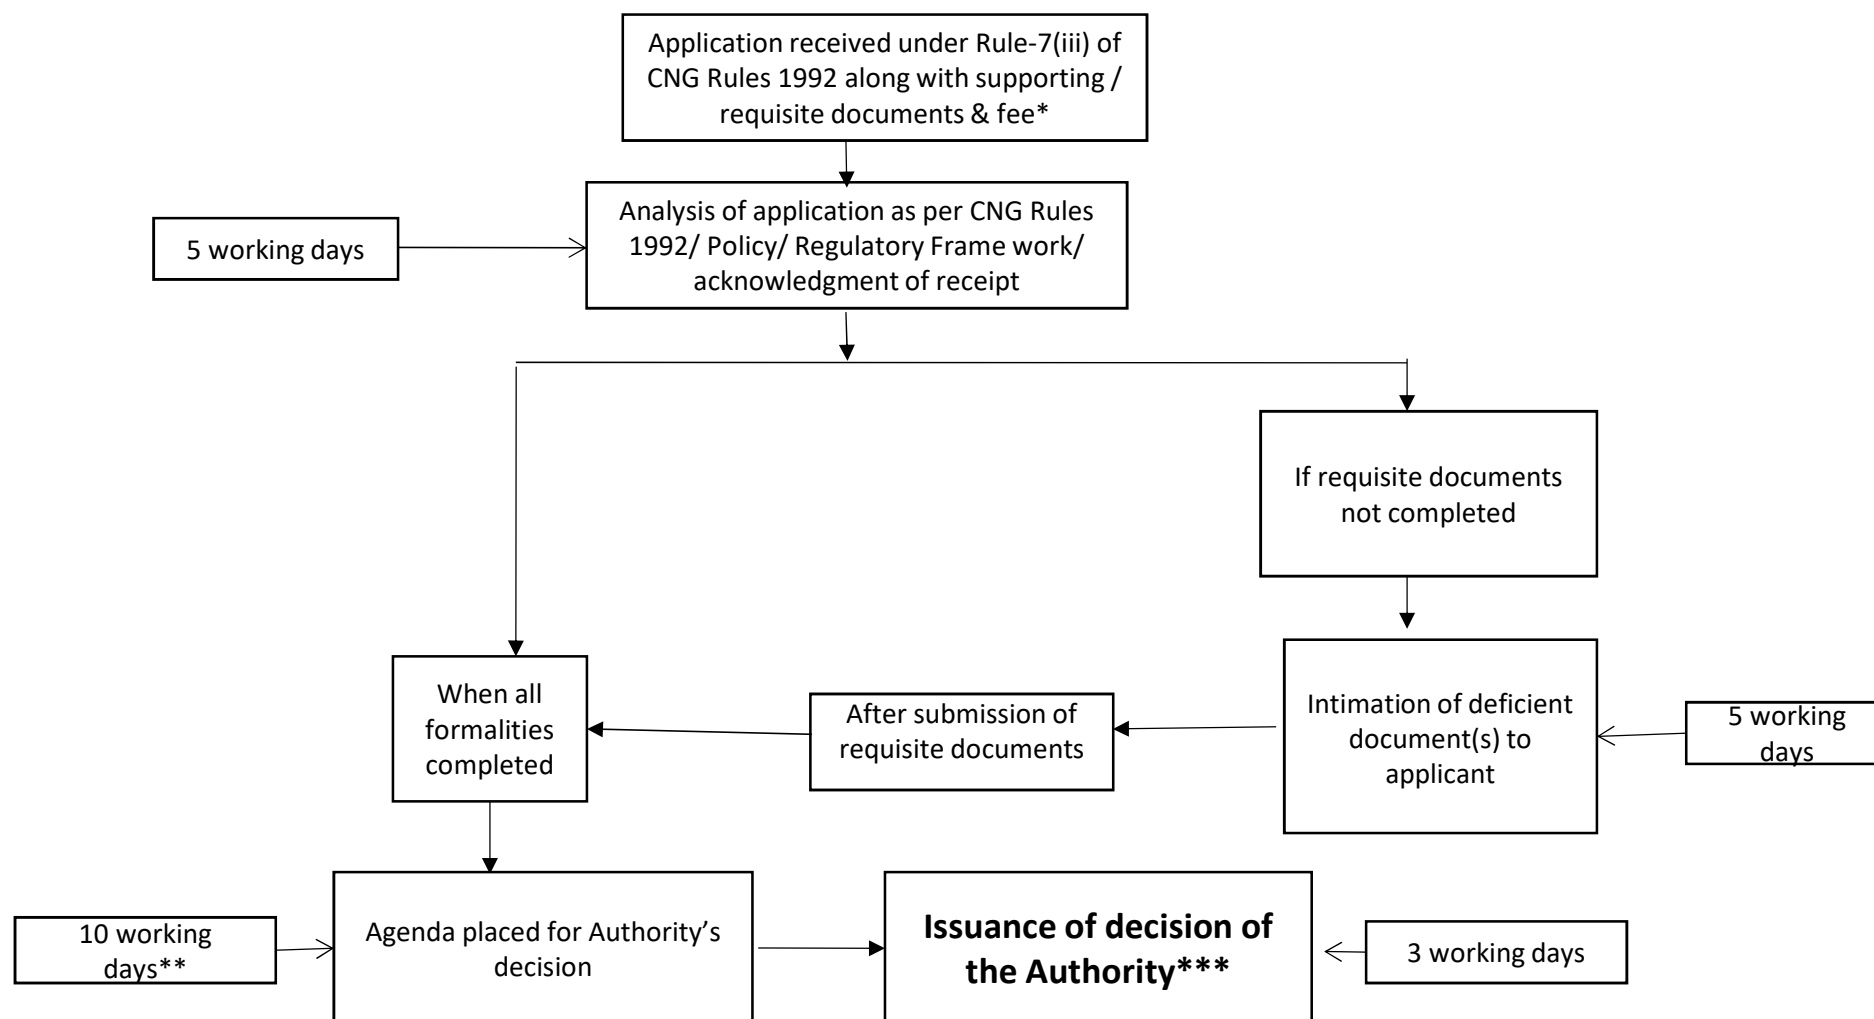 Application received under Rule-7(iii) of
CNG Rules 1992 along with supporting /
requisite documents & fee*
Analysis of application as per CNG Rules
1992/ Policy/ Regulatory Frame work/
acknowledgment of receipt
5 working days
If requisite documents
not completed
When all
formalities
completed
After submission of
requisite documents
Intimation of deficient
document(s) to
applicant
5 working
days
10 working
days**
Agenda placed for Authority’s
decision
Issuance of decision of
the Authority***
3 working days